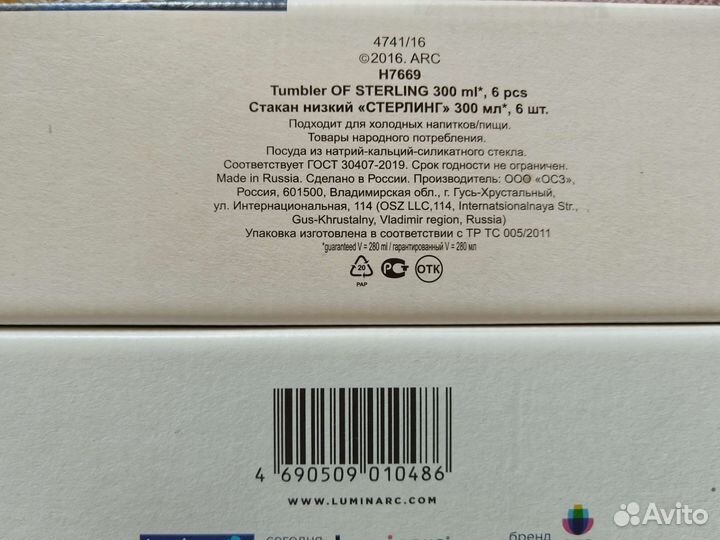 4741/16
©2016. ARC
H7669
Tumbler OF STERLING 300 ml*, 6 pcs
Стакан низкий «СТЕРЛИНГ» 300 мл*, 6 шт.
Подходит для холодных напитков/пищи.
Товары народного потребления.
Посуда из натрий-кальций-силикатного стекла.
Соответствует ГОСТ 30407-2019. Срок годности не ограничен.
Made in Russia. Сделано в России. Производитель: ООО «ОСЗ»,
Россия, 601500, Владимирская обл., г. Гусь-Хрустальный,
ул. Интернациональная, 114 (OSZ LLC,114, Internatsionalnaya Str.,
Gus-Khrustalny, Vladimir region, Russia)
Упаковка изготовлена в соответствии с ТР ТС 005/2011
*guaranteed V = 280 ml / гарантированный V = 280 мл
20
PAP
РСТ
ОТК
4 690509 010486
WWW.LUMINARC.COM
сегодня
бренд
Avito